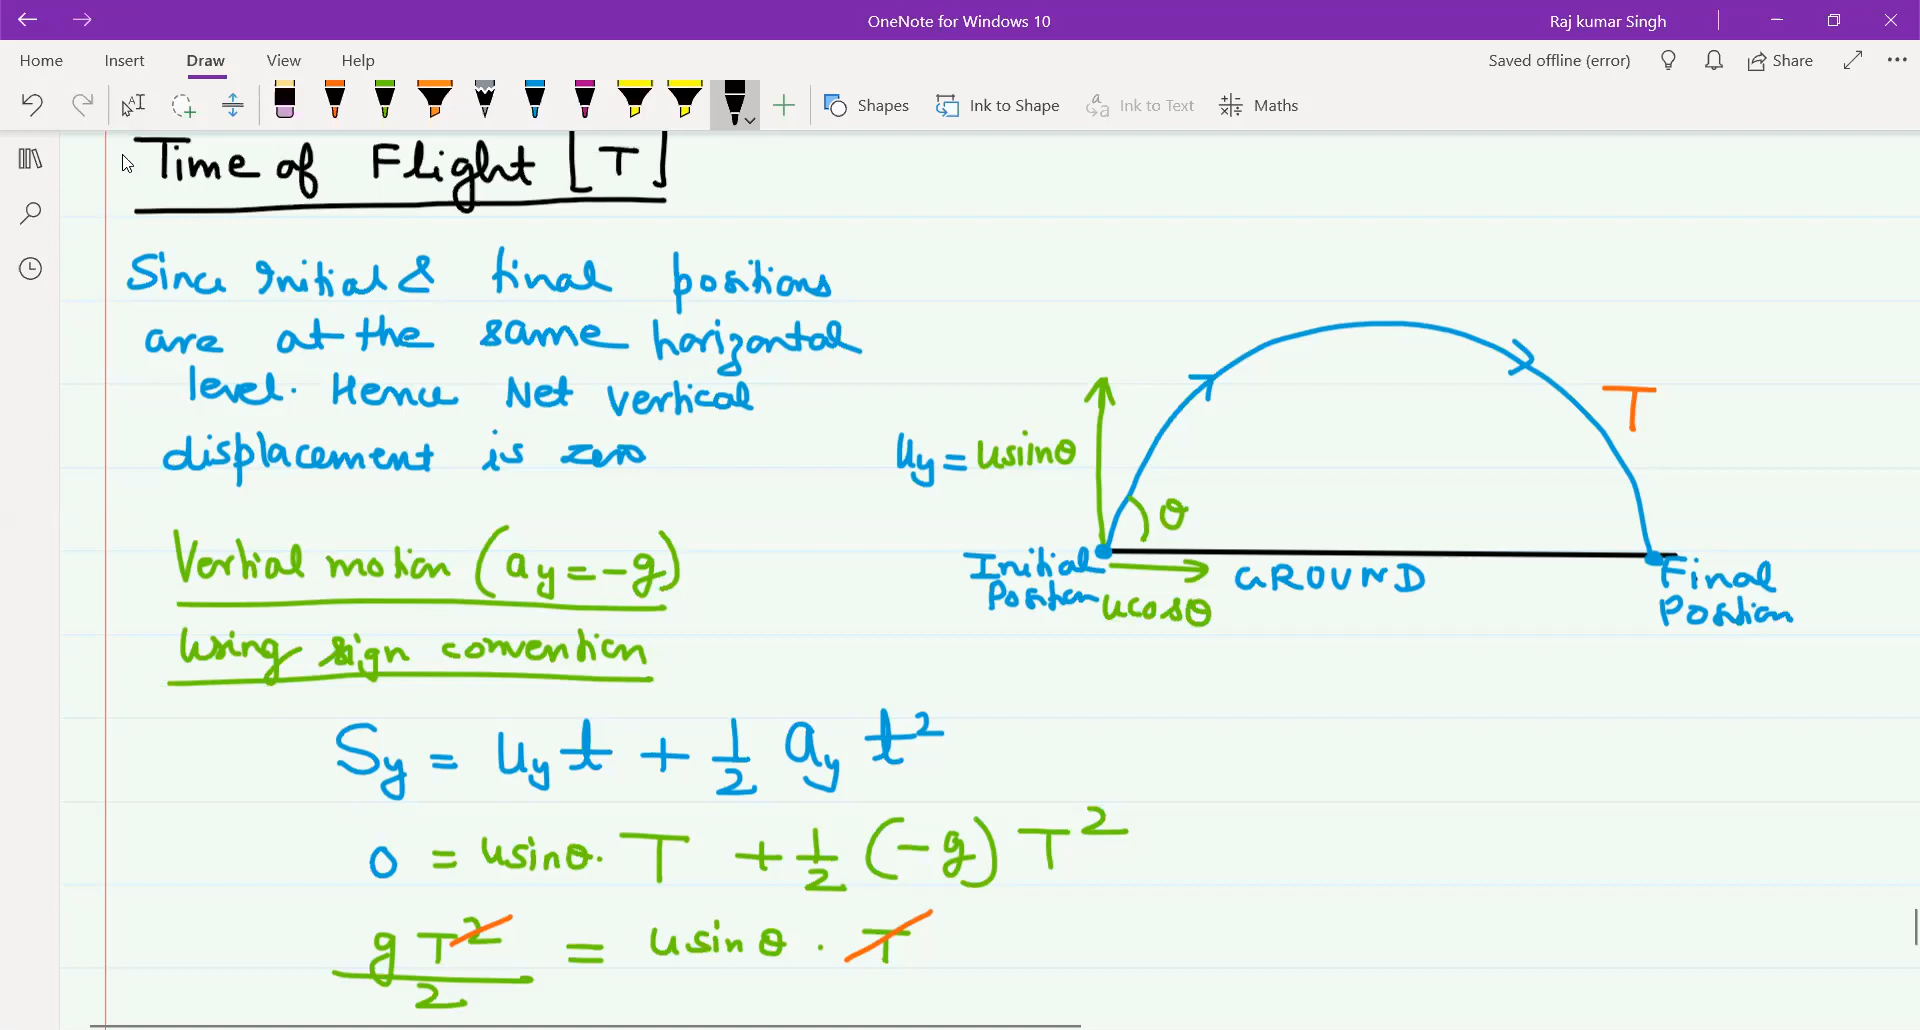 OneNote for Windows 10
Raj kumar Singh
Home Insert Draw View Help
Saved offline (error)
Share
Shapes
Ink to Shape
Ink to Text
Maths
Time of Flight [T]
Since Initial & final positions
are at the same horizontal
level. Hence Net vertical
displacement is zero
Vertial motion (ay = -g)
Using sign convention
Sy = uy t + 1/2 ay t²
0 = usinθ. T + 1/2 (-g) T²
g T²/2 = usinθ . T
T
uy = usinθ
θ
Initial
Position
ucosθ
GROUND
Final
Position